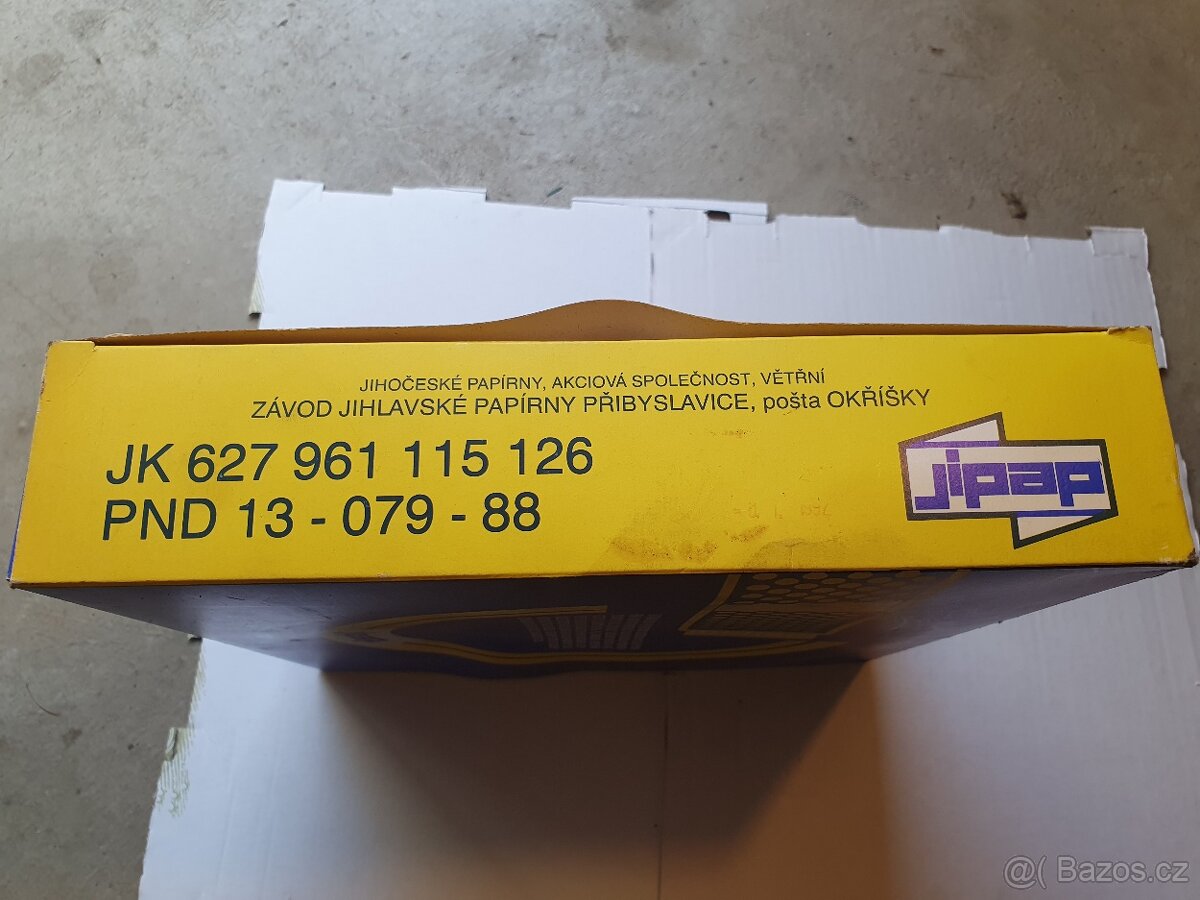 JIHOČESKÉ PAPÍRNY, AKCIOVÁ SPOLEČNOST, VĚTŘNÍ
ZÁVOD JIHLAVSKÉ PAPÍRNY PŘIBYSLAVICE, pošta OKŘÍŠKY
JK 627 961 115 126
PND 13 - 079 - 88
jipap
@( Bazos.cz